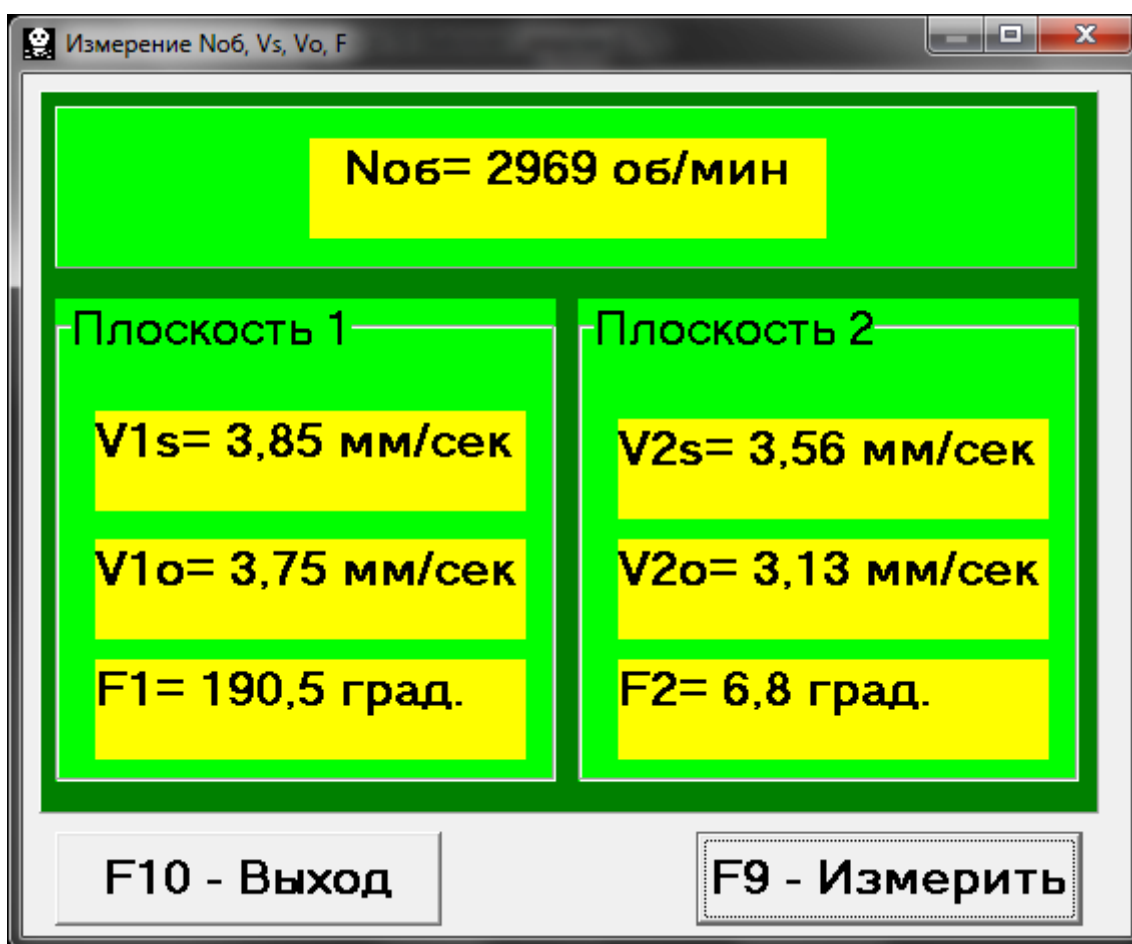 Измерение Nоб, Vs, Vo, F
Nоб= 2969 об/мин
Плоскость 1
V1s= 3,85 мм/сек
V1o= 3,75 мм/сек
F1= 190,5 град.
Плоскость 2
V2s= 3,56 мм/сек
V2o= 3,13 мм/сек
F2= 6,8 град.
F10 - Выход
F9 - Измерить